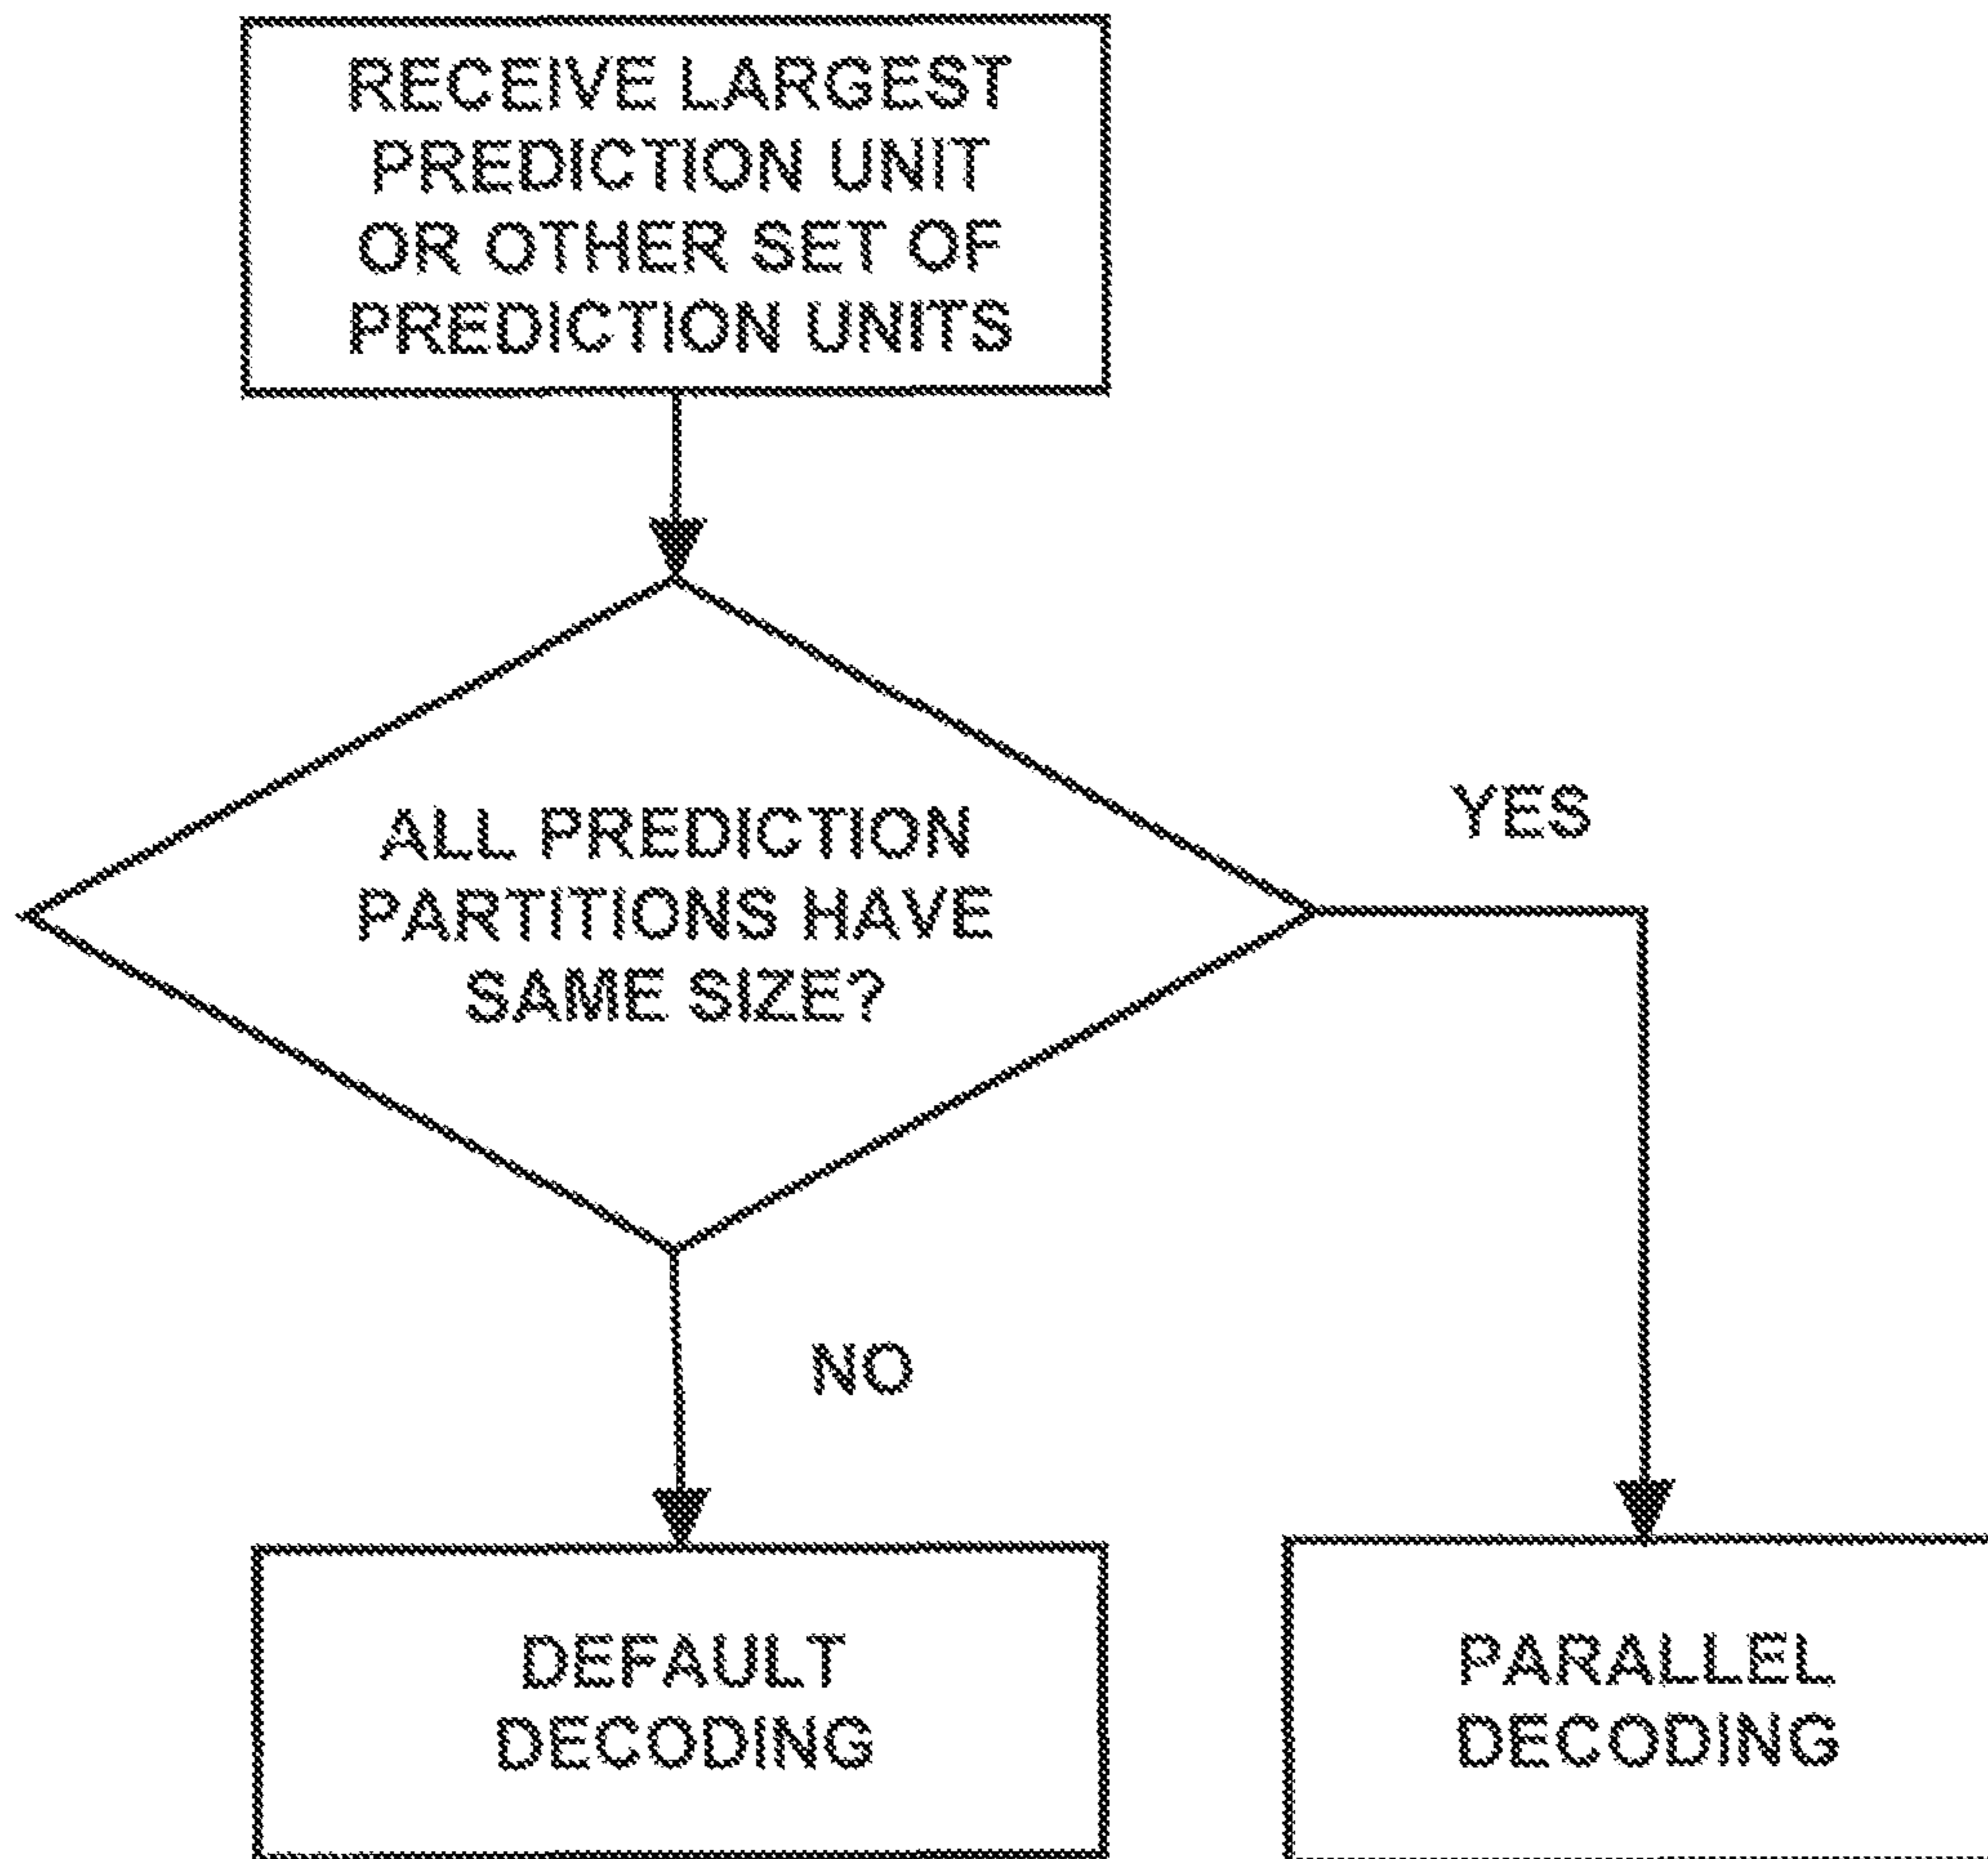 RECEIVE LARGEST
PREDICTION UNIT
OR OTHER SET OF
PREDICTION UNITS
ALL PREDICTION
PARTITIONS HAVE
SAME SIZE?
YES
NO
DEFAULT
DECODING
PARALLEL
DECODING